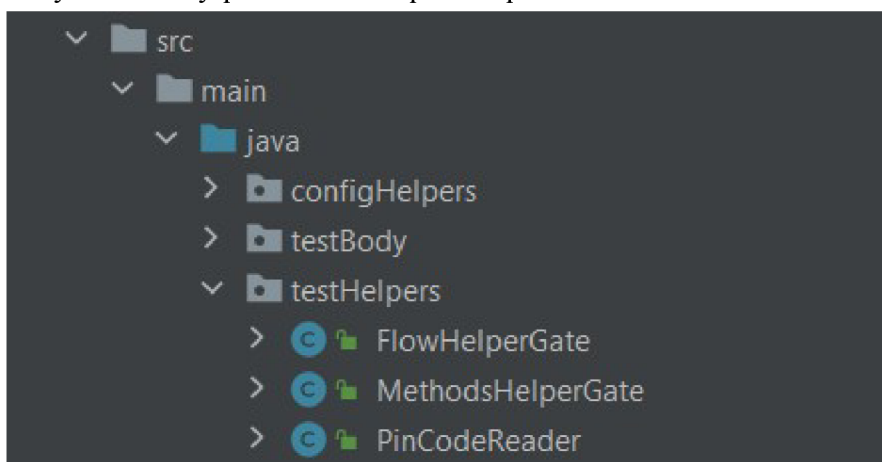 src
main
java
configHelpers
testBody
testHelpers
C FlowHelperGate
C MethodsHelperGate
C PinCodeReader